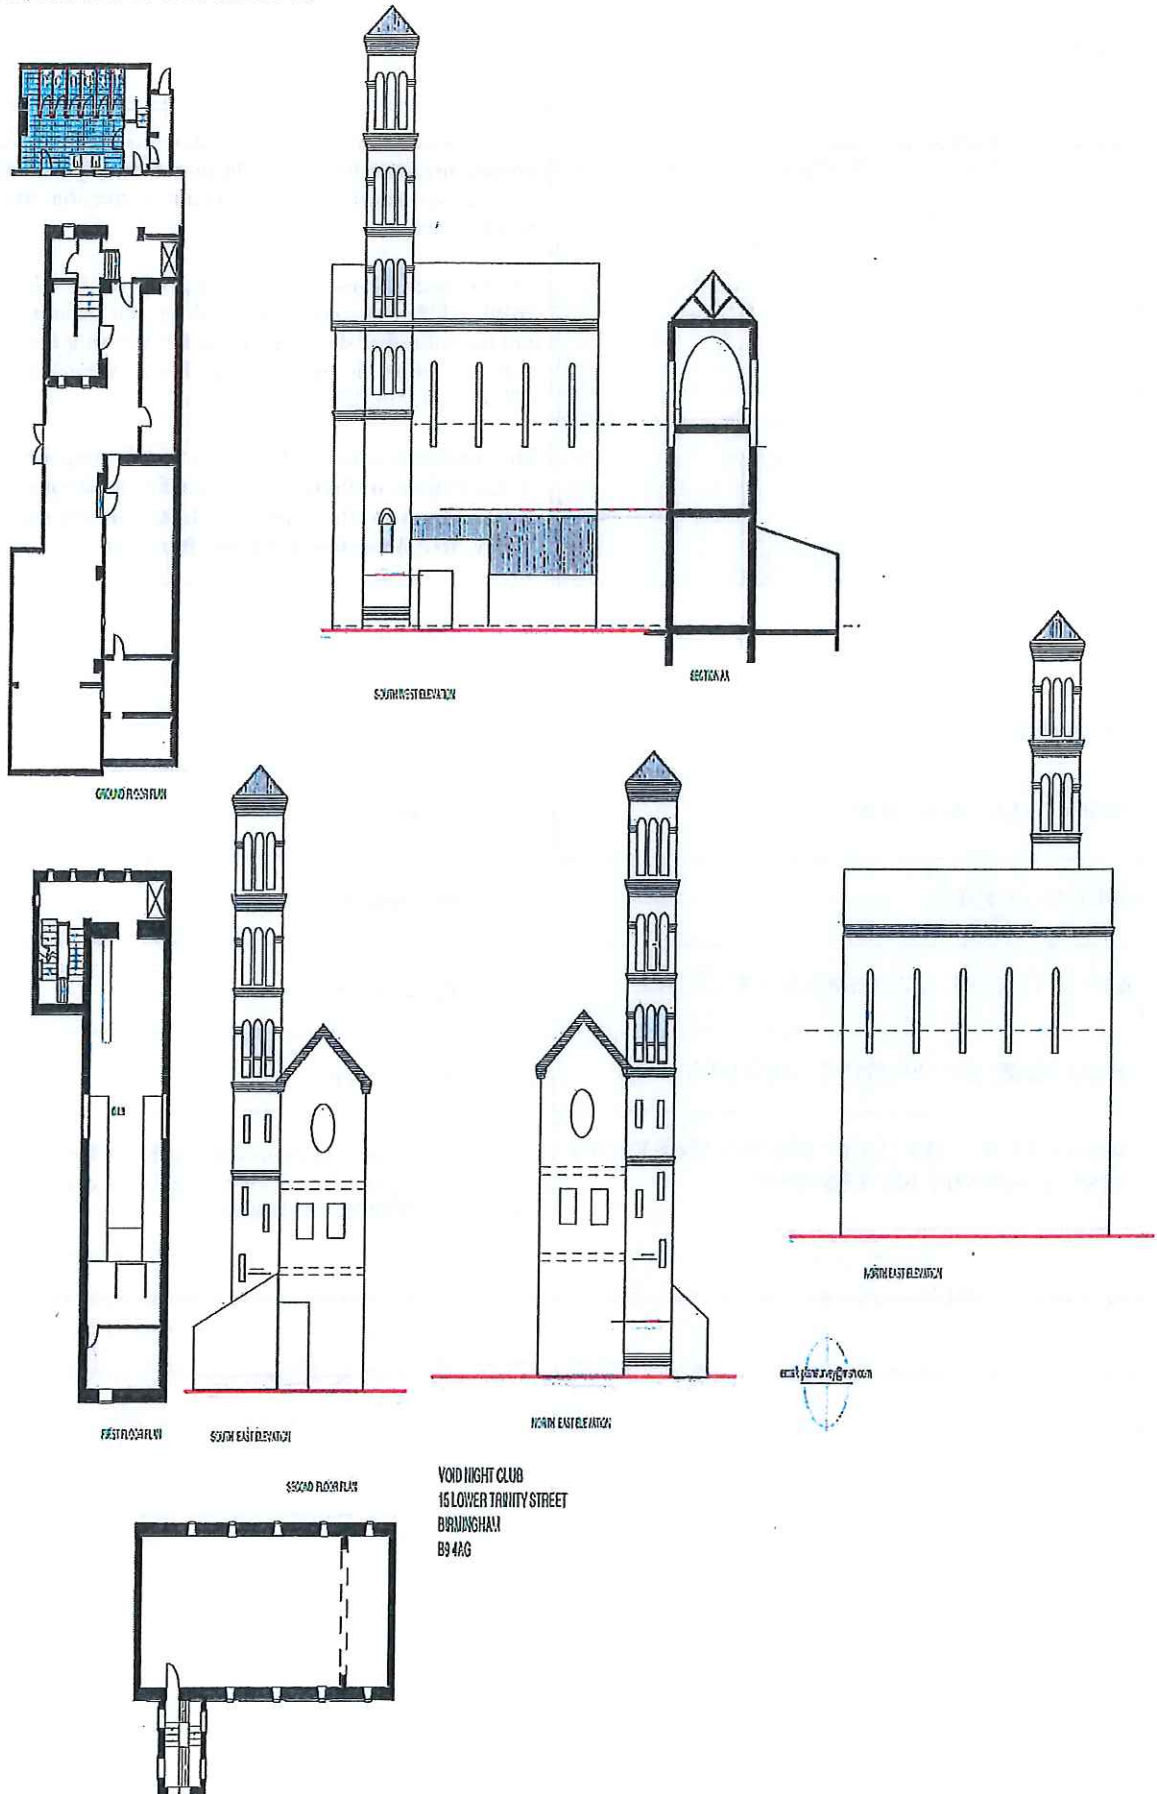 SOUTH WEST ELEVATION
SECTION AA
GROUND FLOOR PLAN
NORTH EAST ELEVATION
FIRST FLOOR PLAN
SOUTH EAST ELEVATION
NORTH EAST ELEVATION
SECOND FLOOR PLAN
VOID NIGHT CLUB
15 LOWER TRINITY STREET
BIRMINGHAM
B9 4AG